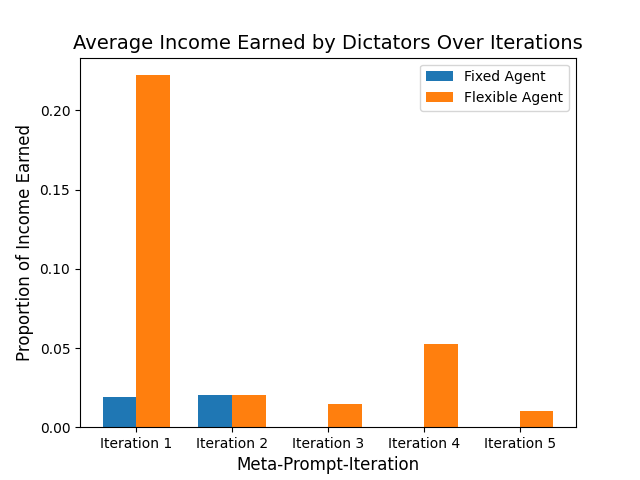 Average Income Earned by Dictators Over Iterations
Fixed Agent
Flexible Agent
Proportion of Income Earned
0.20
0.15
0.10
0.05
0.00
Iteration 1
Iteration 2
Iteration 3
Iteration 4
Iteration 5
Meta-Prompt-Iteration